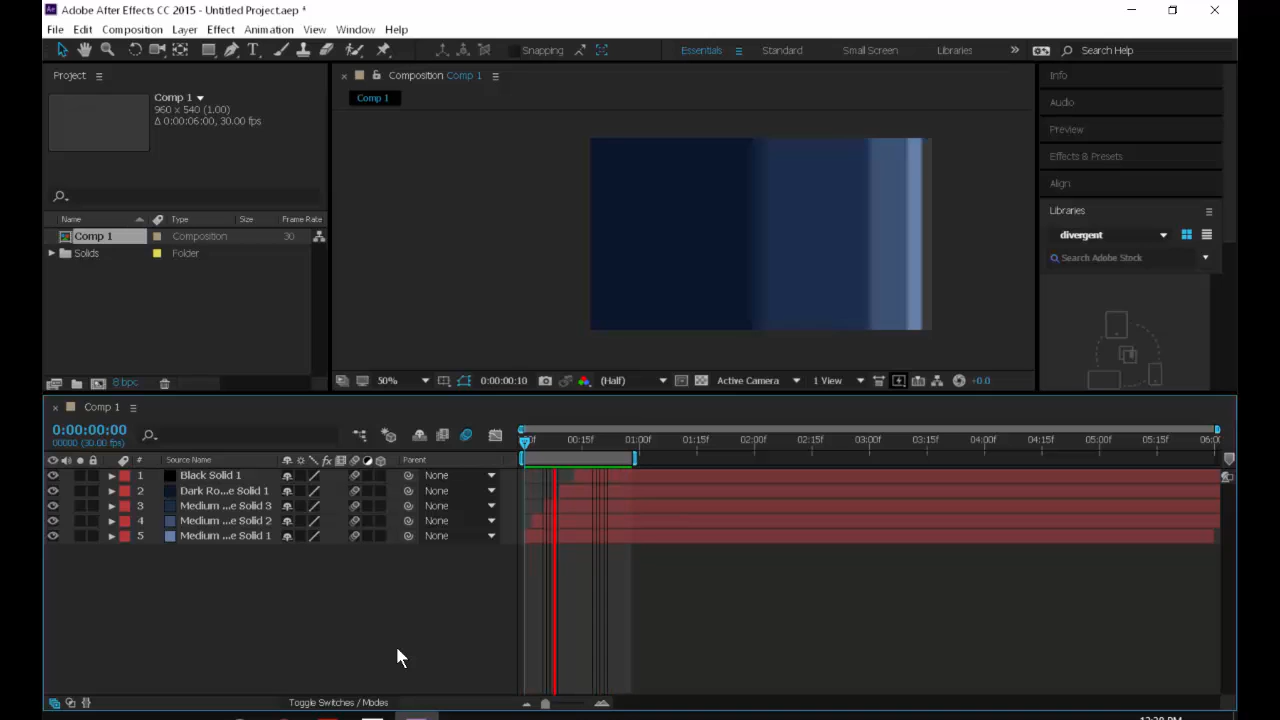 Ae Adobe After Effects CC 2015 - Untitled Project.aep *
File Edit Composition Layer Effect Animation View Window Help
Snapping Essentials Standard Small Screen Libraries Search Help
Project
Comp 1
960 x 540 (1.00)
Δ 0:00:06:00, 30.00 fps
Name Type Size Frame Rate
Comp 1 Composition 30
Solids Folder
8 bpc
Composition Comp 1
Comp 1
50% 0:00:00:10 (Half) Active Camera 1 View +0.0
Info
Audio
Preview
Effects & Presets
Align
Libraries
divergent
Search Adobe Stock
Comp 1
0:00:00:00
00000 (30.00 fps)
00:15f 01:00f 01:15f 02:00f 02:15f 03:00f 03:15f 04:00f 04:15f 05:00f 05:15f
# Source Name Parent
1 Black Solid 1 None
2 Dark Ro...e Solid 1 None
3 Medium ...e Solid 3 None
4 Medium ...e Solid 2 None
5 Medium ...e Solid 1 None
Toggle Switches / Modes